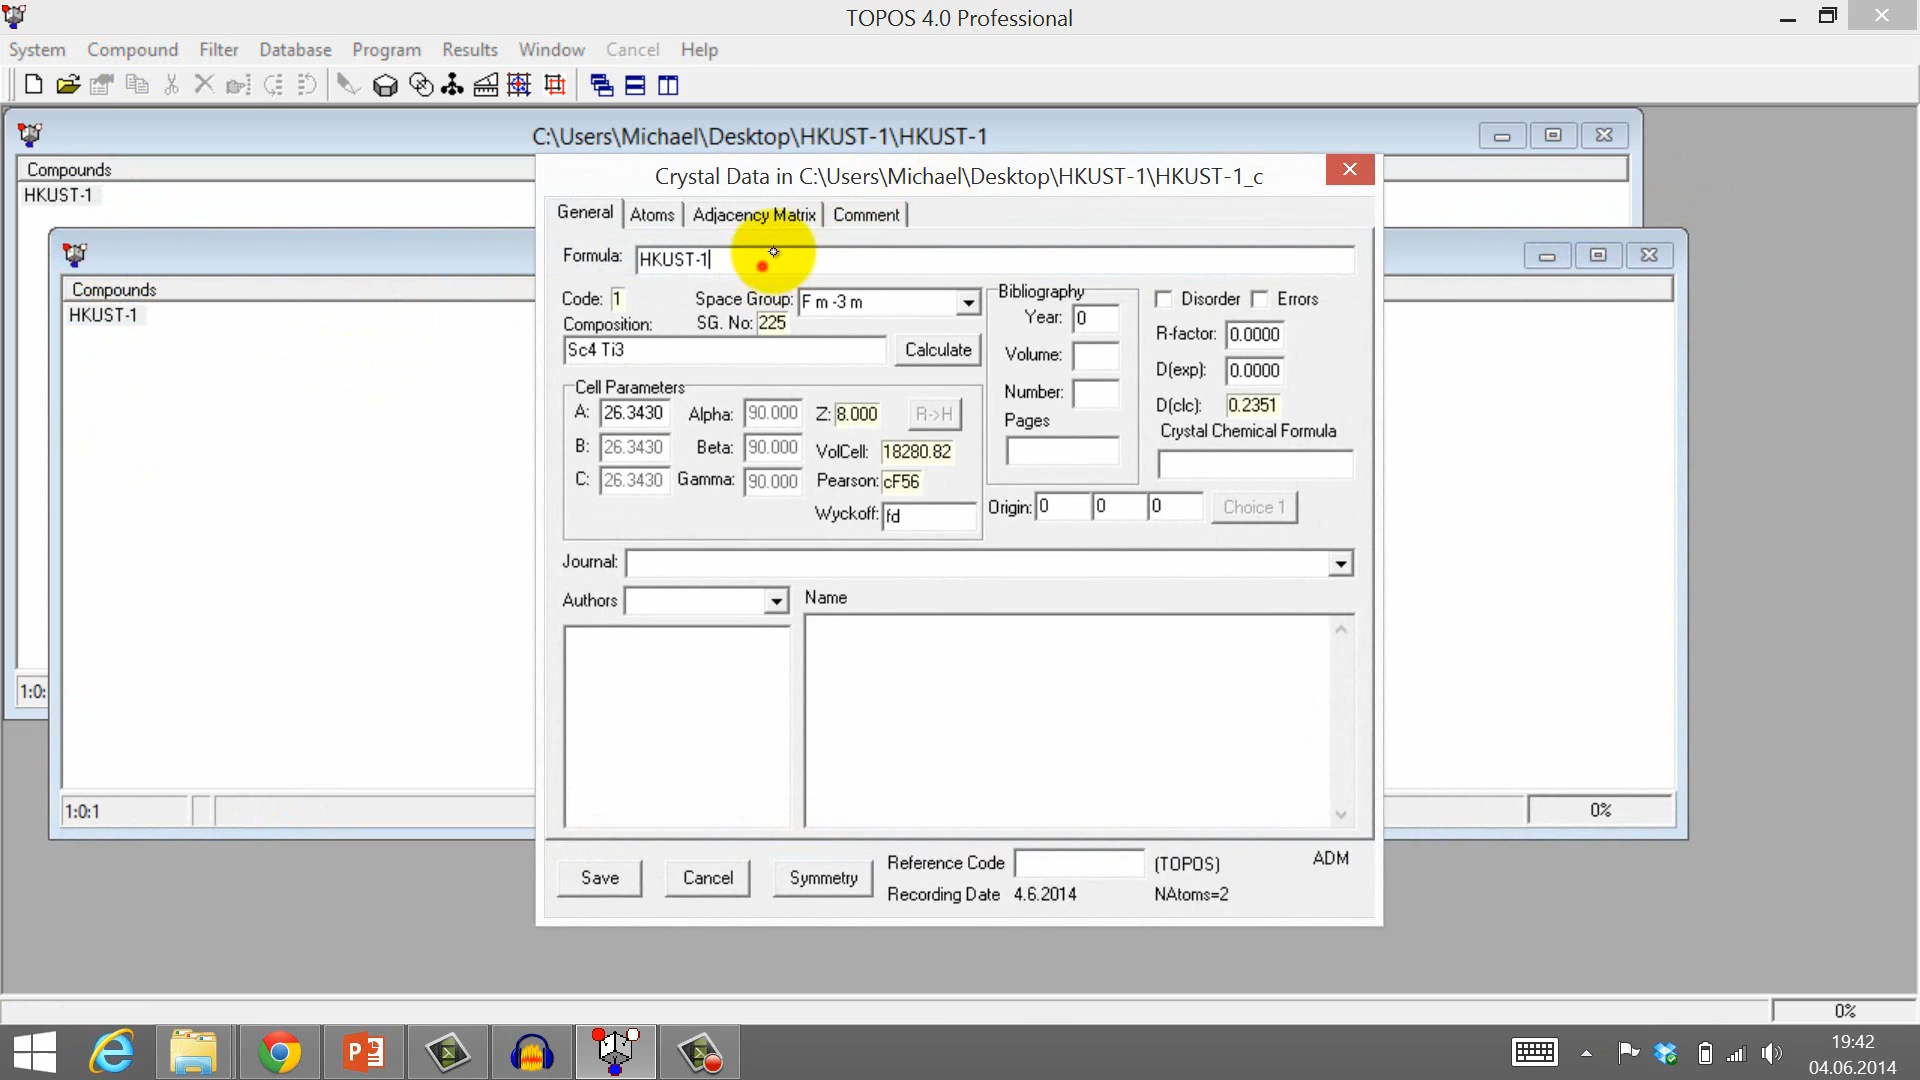 TOPOS 4.0 Professional
System Compound Filter Database Program Results Window Cancel Help
C:\Users\Michael\Desktop\HKUST-1\HKUST-1
Compounds
HKUST-1
Crystal Data in C:\Users\Michael\Desktop\HKUST-1\HKUST-1_c
General Atoms Adjacency Matrix Comment
Compounds
HKUST-1
Formula: HKUST-1
Code: 1 Space Group: F m -3 m
Composition: SG. No: 225
Sc4 Ti3 Calculate
Cell Parameters
A: 26.3430 Alpha: 90.000 Z: 8.000 R->H
B: 26.3430 Beta: 90.000 VolCell: 18280.82
C: 26.3430 Gamma: 90.000 Pearson: cF56
Wyckoff: fd
Bibliography
Year: 0
Volume:
Number:
Pages
Disorder Errors
R-factor: 0.0000
D(exp): 0.0000
D(clc): 0.2351
Crystal Chemical Formula
Origin: 0 0 0 Choice 1
Journal:
Authors Name
1:0:
1:0:1
0%
Save Cancel Symmetry
Reference Code (TOPOS) ADM
Recording Date 4.6.2014 NAtoms=2
0%
19:42
04.06.2014